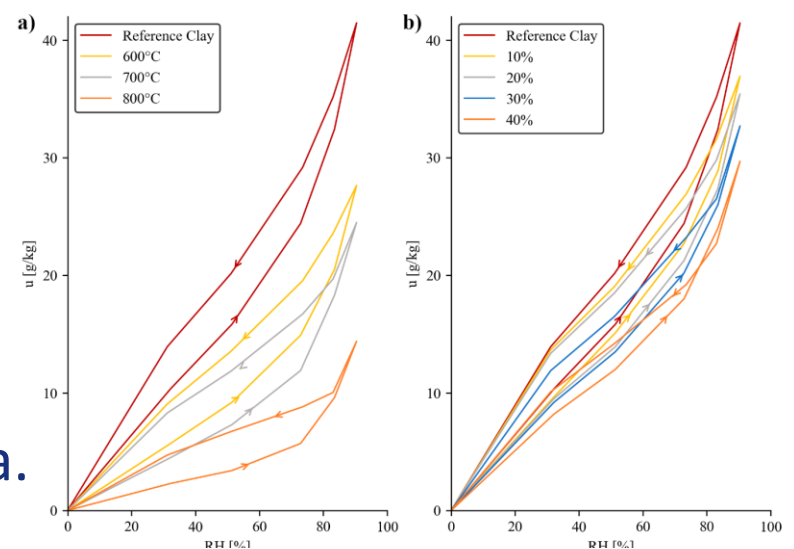 a)
Reference Clay
600°C
700°C
800°C
u [g/kg]
40
30
20
10
0
0 20 40 60 80 100
RH [%]
b)
Reference Clay
10%
20%
30%
40%
u [g/kg]
40
30
20
10
0
0 20 40 60 80 100
RH [%]
a.